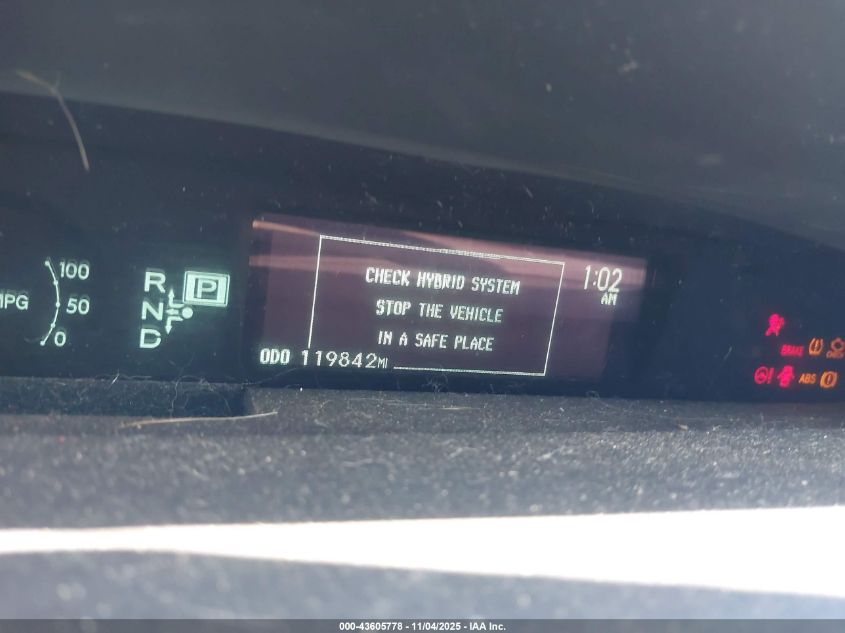 100
MPG
50
0
R
P
N
D
CHECK HYBRID SYSTEM
STOP THE VEHICLE
IN A SAFE PLACE
1:02
AM
ODO 119842MI
BRAKE
CHECK
ABS
000-43605778 - 11/04/2025 - IAA Inc.